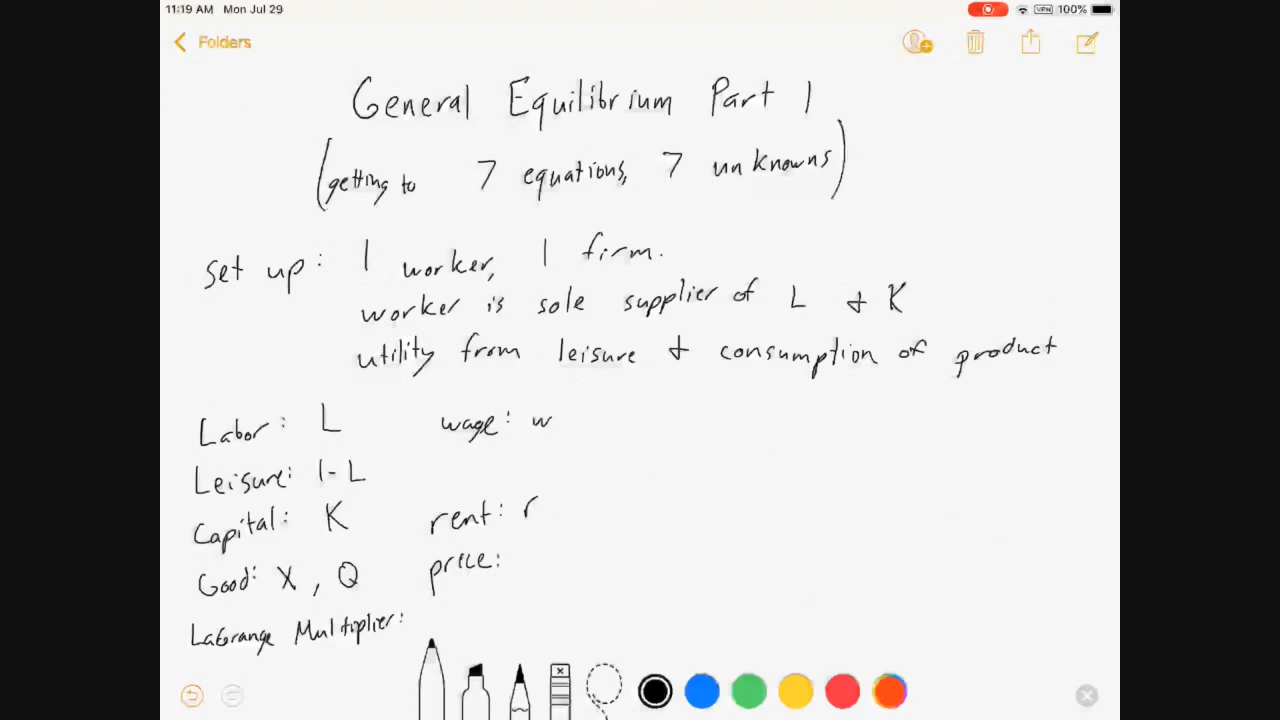 11:19 AM Mon Jul 29 VPN 100%
Folders
General Equilibrium Part 1
(getting to 7 equations, 7 unknowns)
set up: 1 worker, 1 firm.
worker is sole supplier of L & K
utility from leisure & consumption of product
Labor: L wage: w
Leisure: 1-L
Capital: K rent: r
Good: X, Q price:
LaGrange Multiplier: